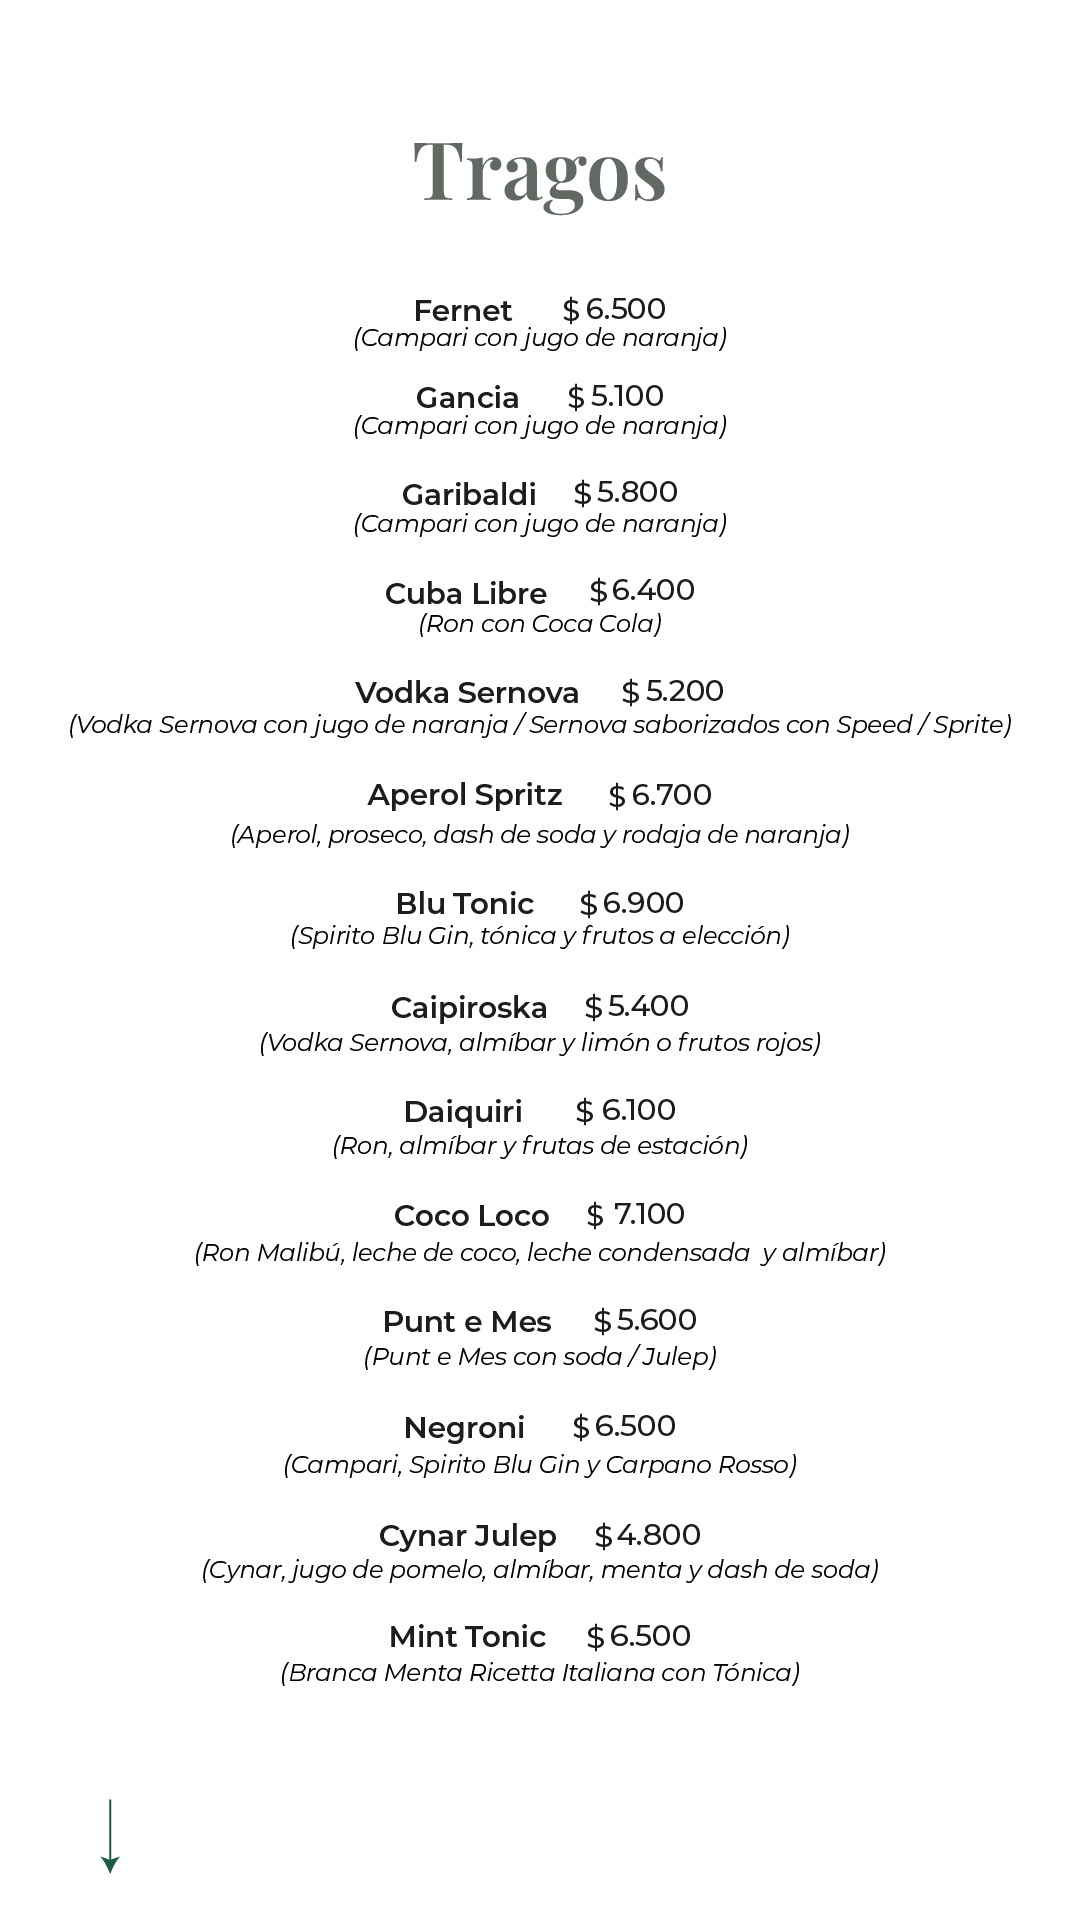 Tragos
Fernet $ 6.500
(Campari con jugo de naranja)
Gancia $ 5.100
(Campari con jugo de naranja)
Garibaldi $ 5.800
(Campari con jugo de naranja)
Cuba Libre $ 6.400
(Ron con Coca Cola)
Vodka Sernova $ 5.200
(Vodka Sernova con jugo de naranja / Sernova saborizados con Speed / Sprite)
Aperol Spritz $ 6.700
(Aperol, proseco, dash de soda y rodaja de naranja)
Blu Tonic $ 6.900
(Spirito Blu Gin, tónica y frutos a elección)
Caipiroska $ 5.400
(Vodka Sernova, almíbar y limón o frutos rojos)
Daiquiri $ 6.100
(Ron, almíbar y frutas de estación)
Coco Loco $ 7.100
(Ron Malibú, leche de coco, leche condensada y almíbar)
Punt e Mes $ 5.600
(Punt e Mes con soda / Julep)
Negroni $ 6.500
(Campari, Spirito Blu Gin y Carpano Rosso)
Cynar Julep $ 4.800
(Cynar, jugo de pomelo, almíbar, menta y dash de soda)
Mint Tonic $ 6.500
(Branca Menta Ricetta Italiana con Tónica)